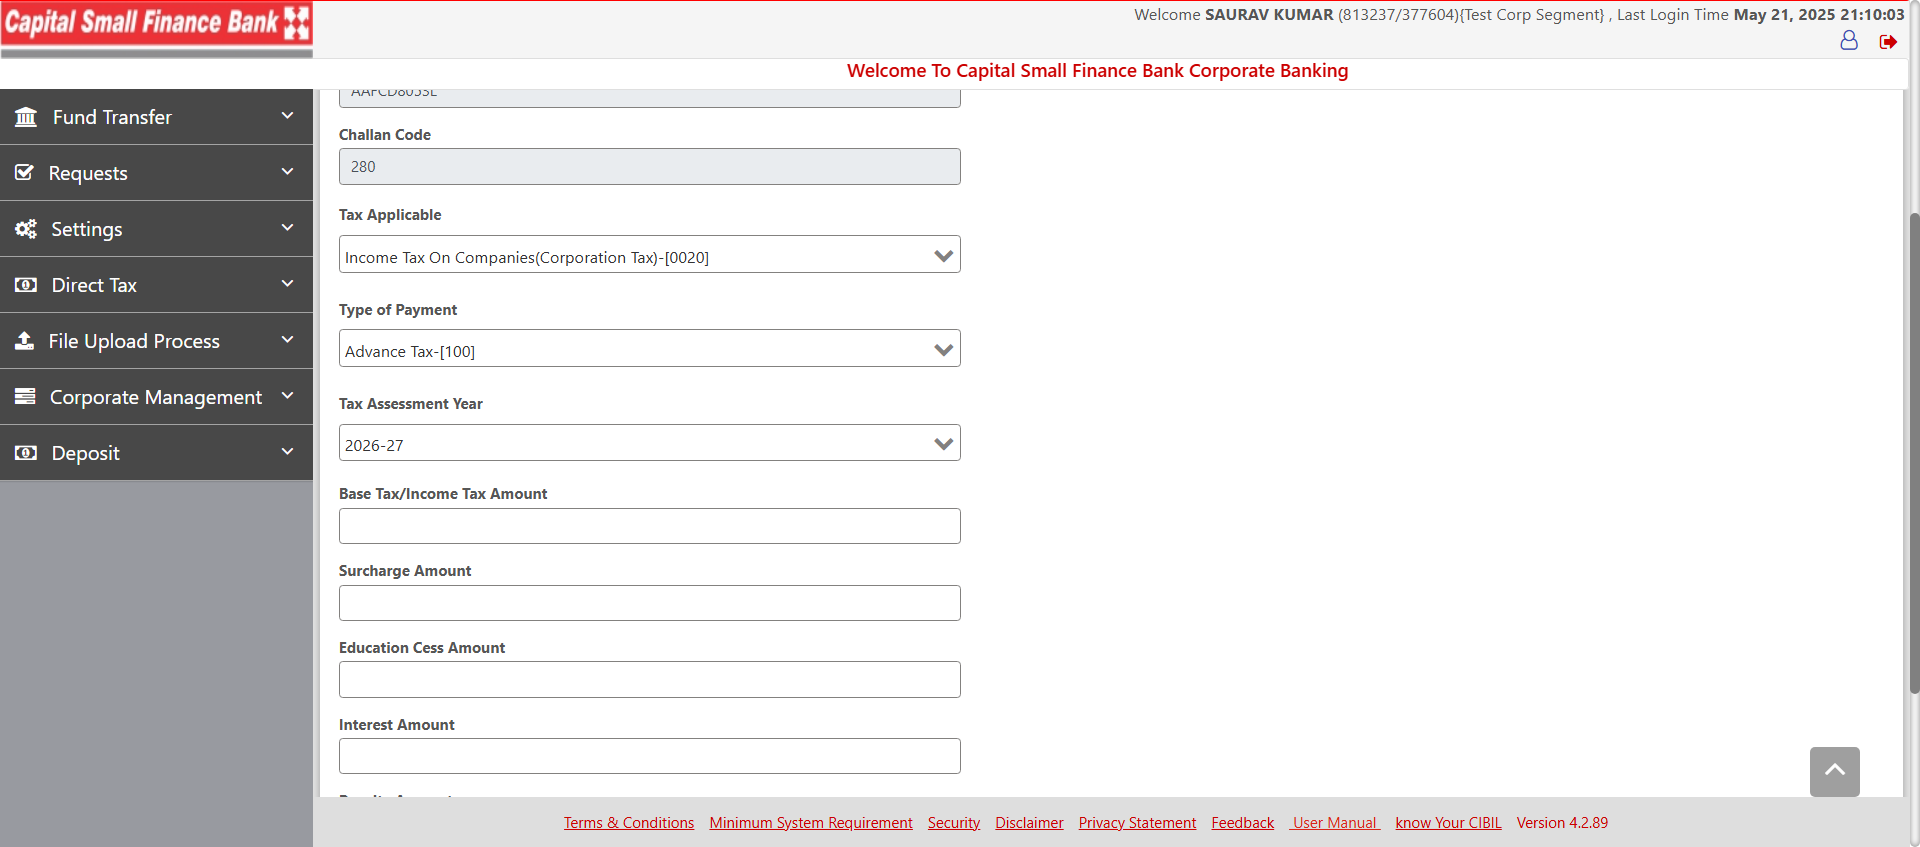 Capital Small Finance Bank
Welcome SAURAV KUMAR (813237/377604){Test Corp Segment} , Last Login Time May 21, 2025 21:10:03
Welcome To Capital Small Finance Bank Corporate Banking
Fund Transfer
Requests
Settings
Direct Tax
File Upload Process
Corporate Management
Deposit
Challan Code
280
Tax Applicable
Income Tax On Companies(Corporation Tax)-[0020]
Type of Payment
Advance Tax-[100]
Tax Assessment Year
2026-27
Base Tax/Income Tax Amount
Surcharge Amount
Education Cess Amount
Interest Amount
Terms & Conditions Minimum System Requirement Security Disclaimer Privacy Statement Feedback User Manual know Your CIBIL Version 4.2.89